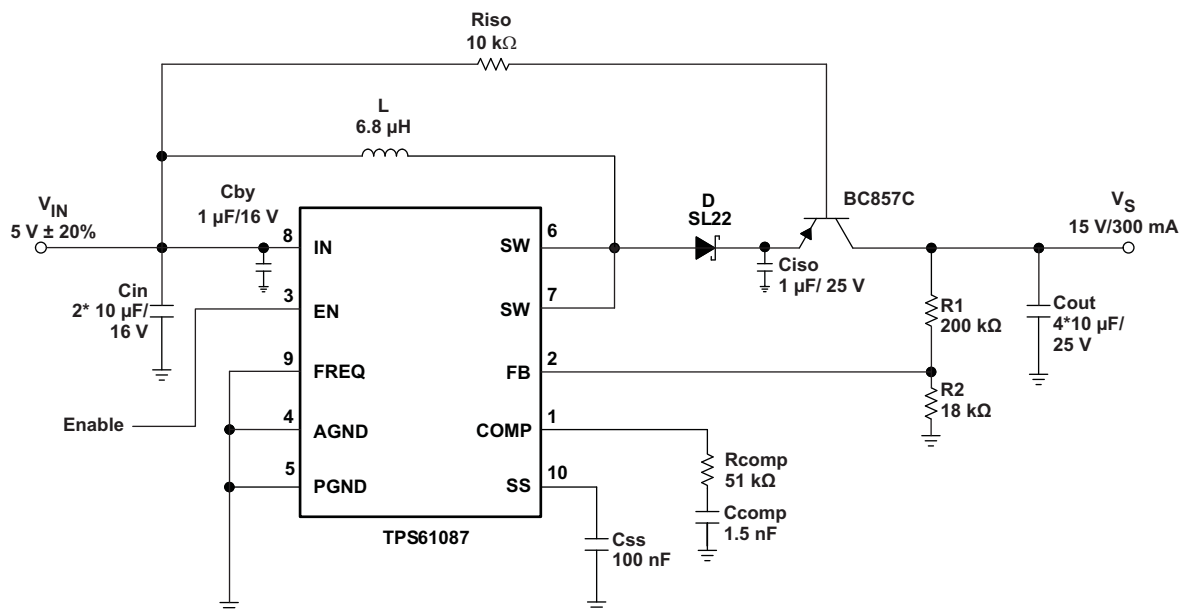 Riso
10 kΩ
L
6.8 µH
Cby
1 µF/16 V
VIN
5 V ± 20%
Cin
2* 10 µF/
16 V
Enable
8
IN
3
EN
9
FREQ
4
AGND
5
PGND
6
SW
7
SW
2
FB
1
COMP
10
SS
TPS61087
D
SL22
BC857C
Ciso
1 µF/ 25 V
VS
15 V/300 mA
R1
200 kΩ
Cout
4*10 µF/
25 V
R2
18 kΩ
Rcomp
51 kΩ
Ccomp
1.5 nF
Css
100 nF